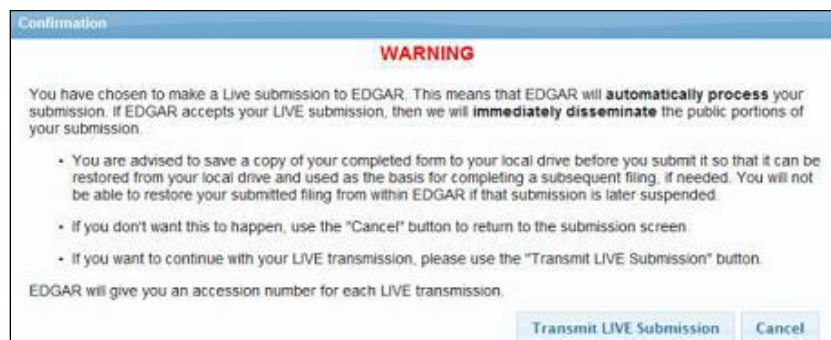 Confirmation
WARNING
You have chosen to make a Live submission to EDGAR. This means that EDGAR will automatically process your
submission. If EDGAR accepts your LIVE submission, then we will immediately disseminate the public portions of
your submission.
• You are advised to save a copy of your completed form to your local drive before you submit it so that it can be
restored from your local drive and used as the basis for completing a subsequent filing, if needed. You will not
be able to restore your submitted filing from within EDGAR if that submission is later suspended.
• If you don't want this to happen, use the "Cancel" button to return to the submission screen.
• If you want to continue with your LIVE transmission, please use the "Transmit LIVE Submission" button.
EDGAR will give you an accession number for each LIVE transmission.
Transmit LIVE Submission Cancel